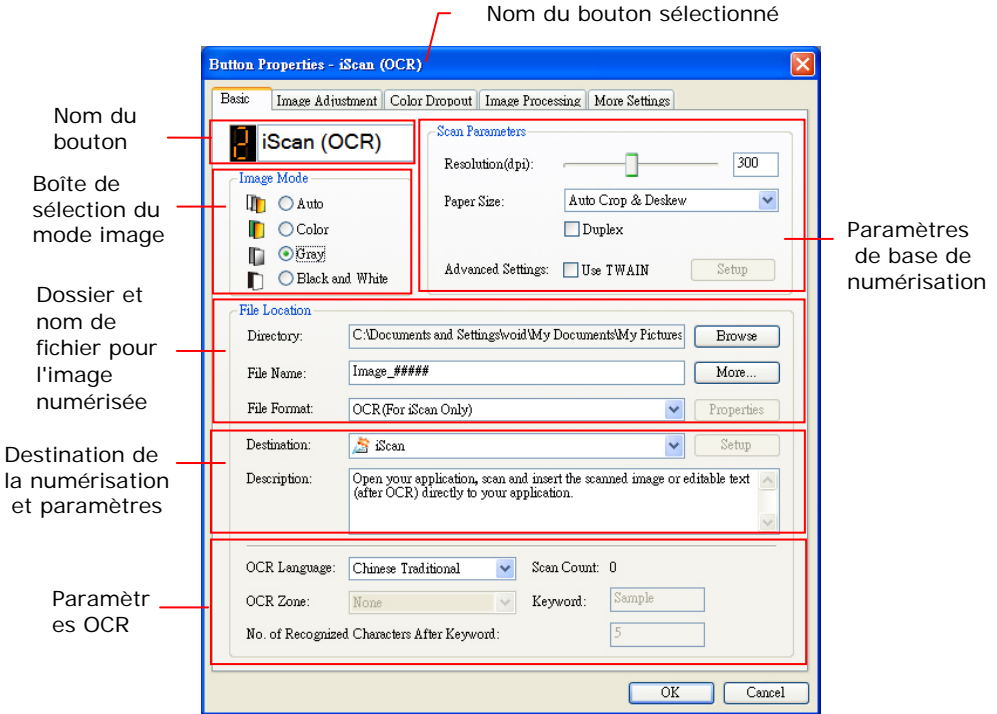 Nom du bouton sélectionné
Button Properties - iScan (OCR)
Basic Image Adjustment Color Dropout Image Processing More Settings
Nom du
bouton
2 iScan (OCR)
Boîte de
sélection du
mode image
Image Mode
Auto
Color
Gray
Black and White
Scan Parameters
Resolution(dpi): 300
Paper Size: Auto Crop & Deskew
Duplex
Advanced Settings: Use TWAIN Setup
Paramètres
de base de
numérisation
Dossier et
nom de
fichier pour
l'image
numérisée
File Location
Directory: C:\Documents and Settings\void\My Documents\My Pictures Browse
File Name: Image_##### More...
File Format: OCR(For iScan Only) Properties
Destination de
la numérisation
et paramètres
Destination: iScan Setup
Description: Open your application, scan and insert the scanned image or editable text
(after OCR) directly to your application.
Paramètr
es OCR
OCR Language: Chinese Traditional Scan Count: 0
OCR Zone: None Keyword: Sample
No. of Recognized Characters After Keyword: 5
OK Cancel